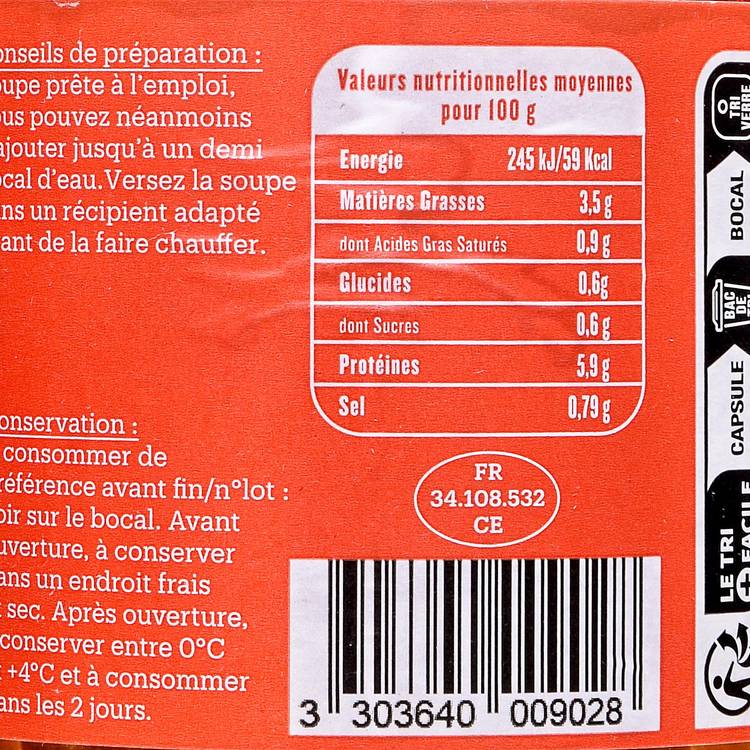 onseils de préparation :
oupe prête à l'emploi,
ous pouvez néanmoins
ajouter jusqu'à un demi
ocal d'eau.Versez la soupe
ans un récipient adapté
ant de la faire chauffer.
onservation :
consommer de
référence avant fin/n°lot :
oir sur le bocal. Avant
uverture, à conserver
ans un endroit frais
t sec. Après ouverture,
conserver entre 0°C
t +4°C et à consommer
ans les 2 jours.
Valeurs nutritionnelles moyennes
pour 100 g
Energie 245 kJ/59 Kcal
Matières Grasses 3,5 g
dont Acides Gras Saturés 0,9 g
Glucides 0,6g
dont Sucres 0,6 g
Protéines 5,9 g
Sel 0,79 g
FR
34.108.532
CE
3 303640 009028
TRI
VERRE
BOCAL
BAC
DE
CAPSULE
LE TRI
+ FACILE